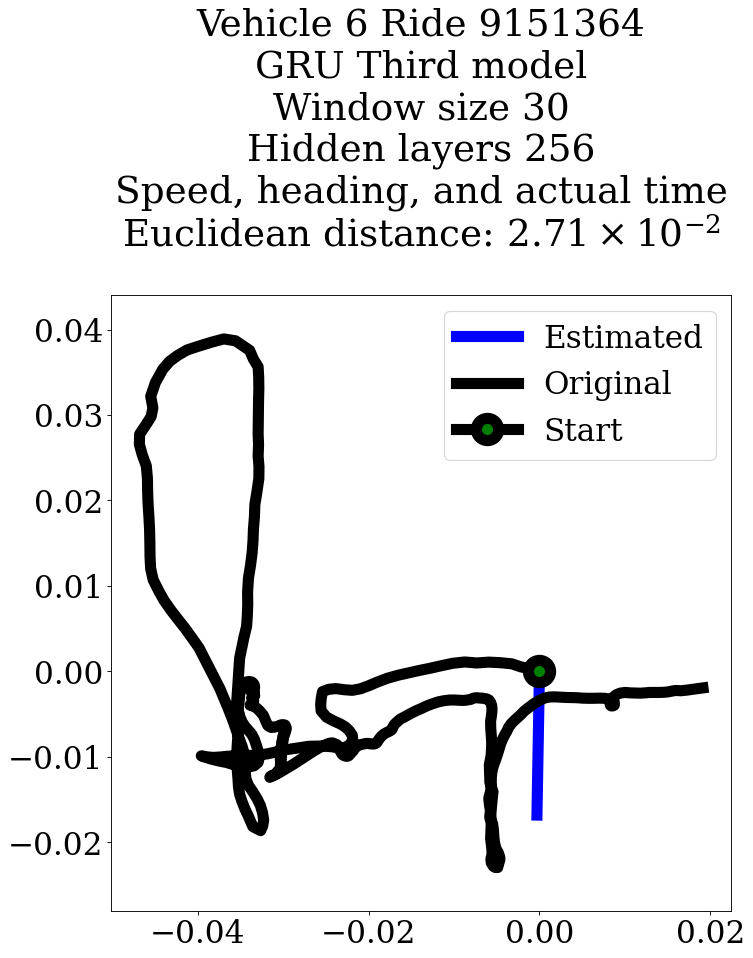 Vehicle 6 Ride 9151364
GRU Third model
Window size 30
Hidden layers 256
Speed, heading, and actual time
Euclidean distance: 2.71 × 10⁻²
Estimated
Original
Start
0.04
0.03
0.02
0.01
0.00
−0.01
−0.02
−0.04 −0.02 0.00 0.02